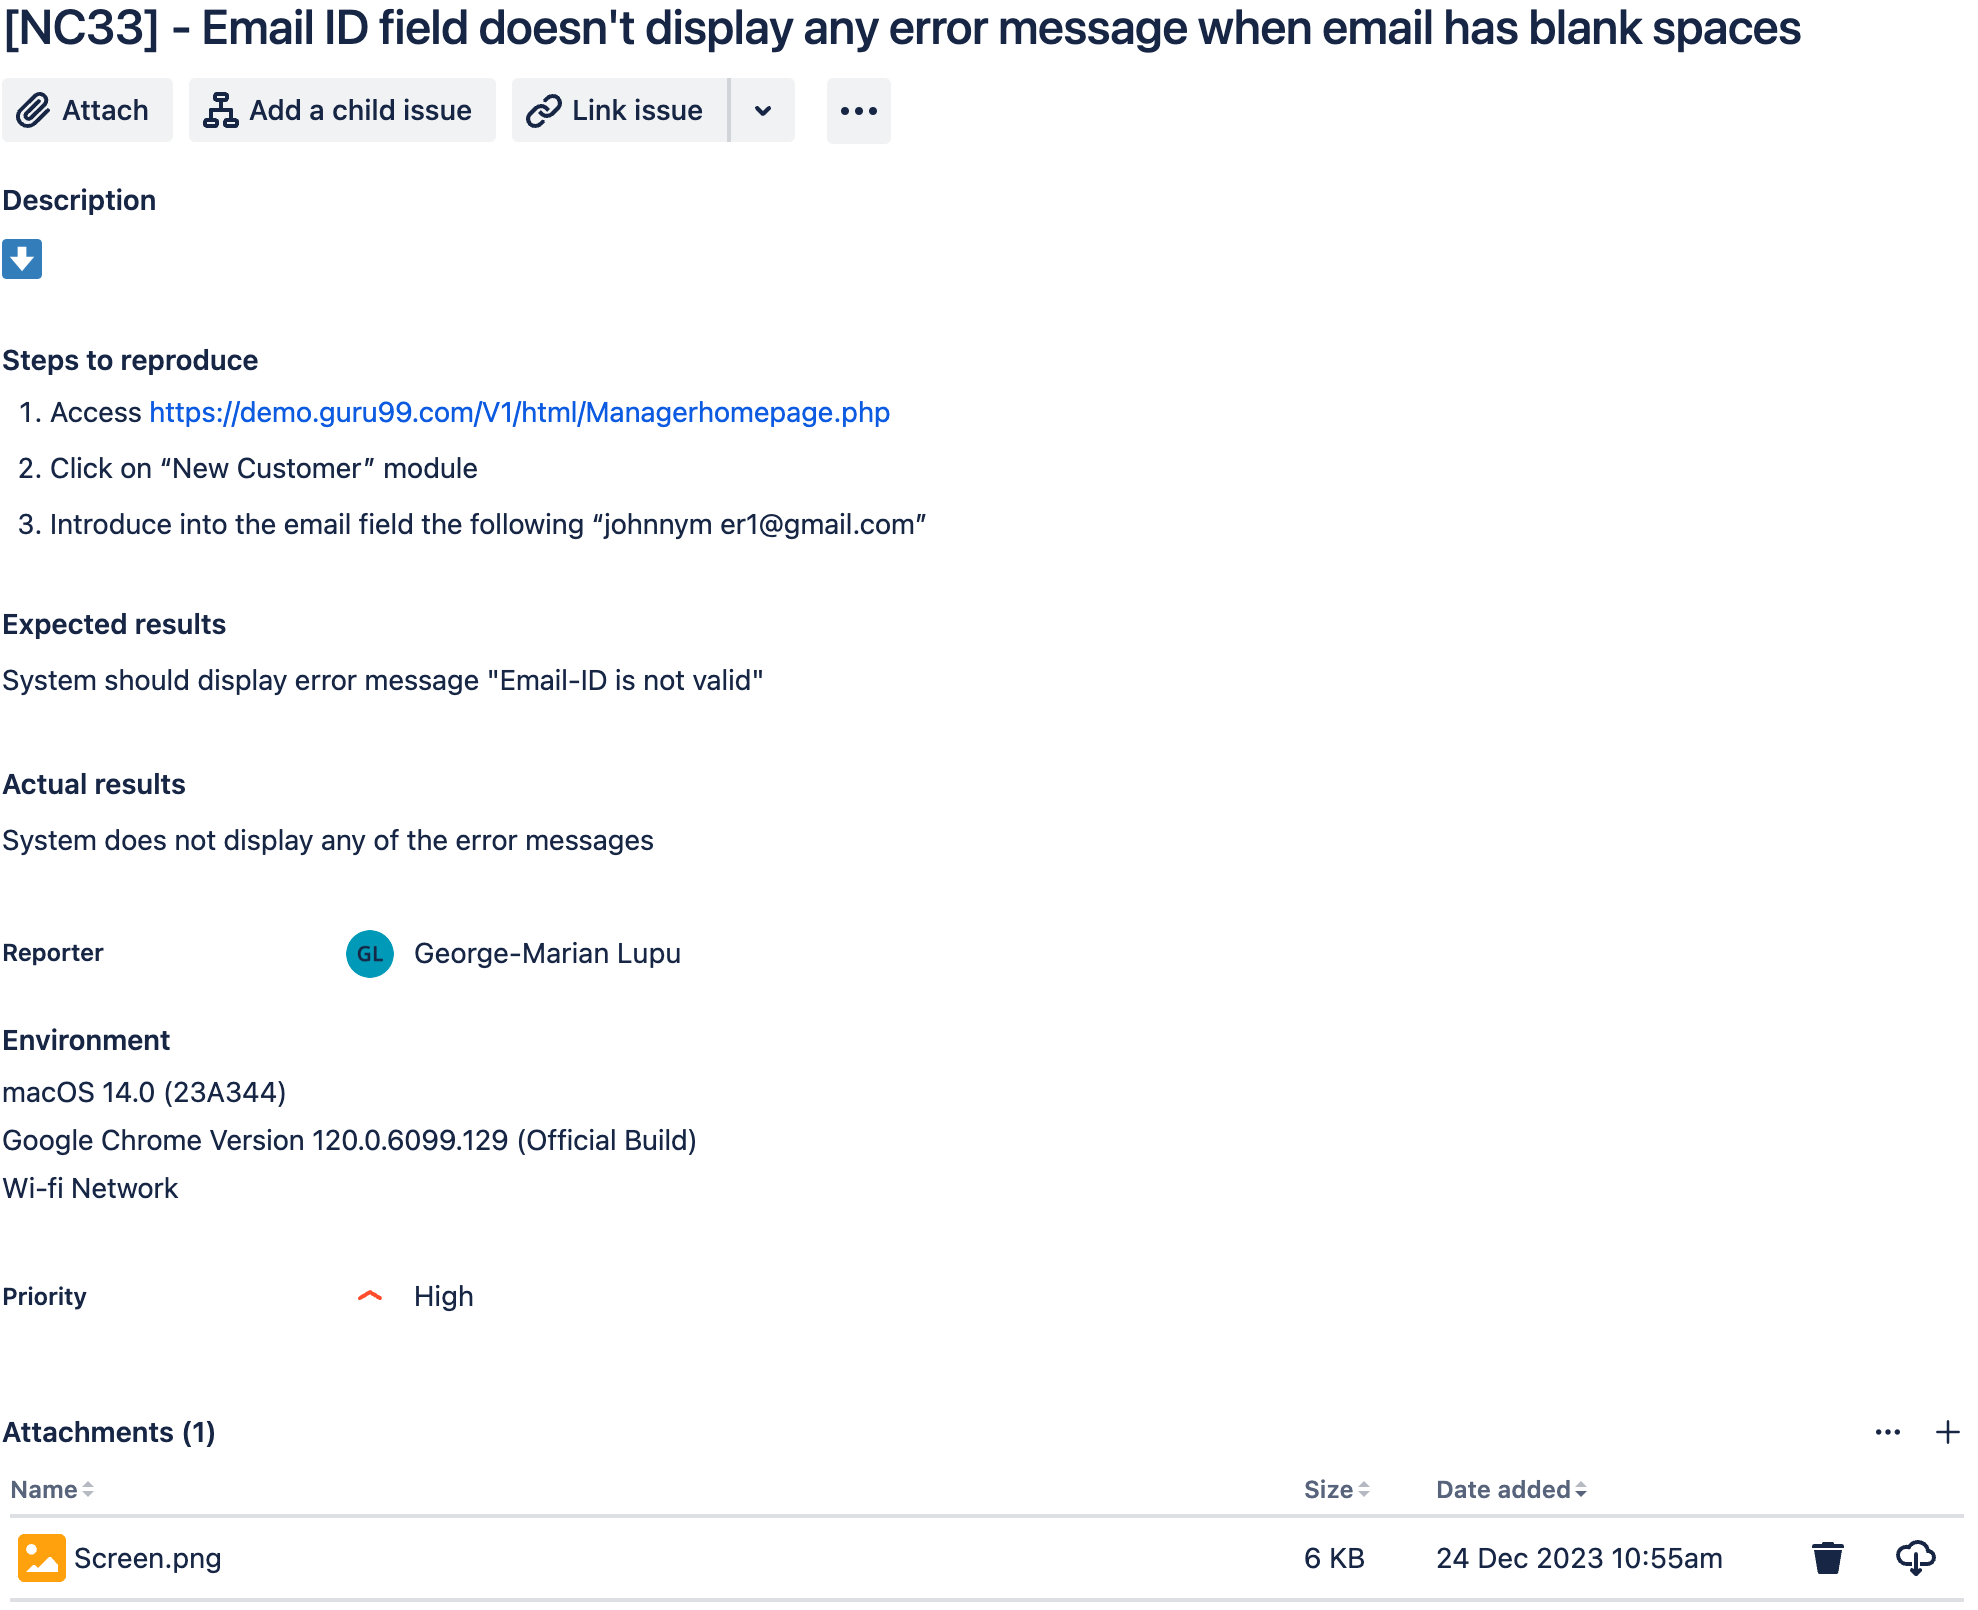 [NC33] - Email ID field doesn't display any error message when email has blank spaces
Attach Add a child issue Link issue
Description
Steps to reproduce
1. Access https://demo.guru99.com/V1/html/Managerhomepage.php
2. Click on “New Customer” module
3. Introduce into the email field the following “johnnym er1@gmail.com”
Expected results
System should display error message "Email-ID is not valid"
Actual results
System does not display any of the error messages
Reporter GL George-Marian Lupu
Environment
macOS 14.0 (23A344)
Google Chrome Version 120.0.6099.129 (Official Build)
Wi-fi Network
Priority High
Attachments (1)
Name Size Date added
Screen.png 6 KB 24 Dec 2023 10:55am